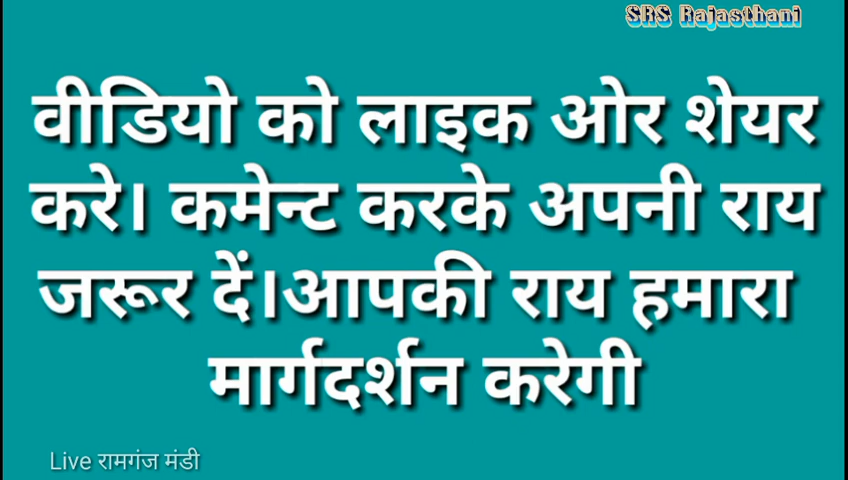 SRS Rajasthani
वीडियो को लाइक ओर शेयर
करे। कमेन्ट करके अपनी राय
जरूर दें।आपकी राय हमारा
मार्गदर्शन करेगी
Live रामगंज मंडी